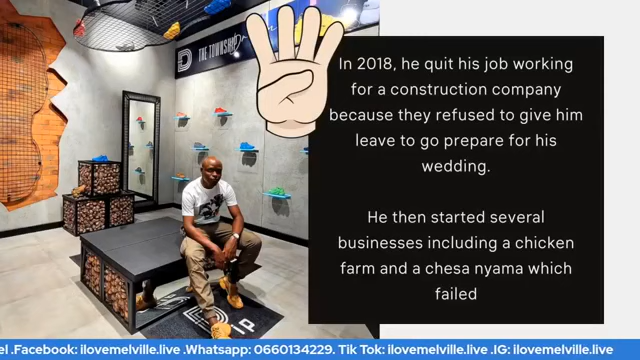 THE TOWNSHIP
In 2018, he quit his job working
for a construction company
because they refused to give him
leave to go prepare for his
wedding.
He then started several
businesses including a chicken
farm and a chesa nyama which
failed
.Facebook: ilovemelville.live .Whatsapp: 0660134229. Tik Tok: ilovemelville.live .IG: ilovemelville.live